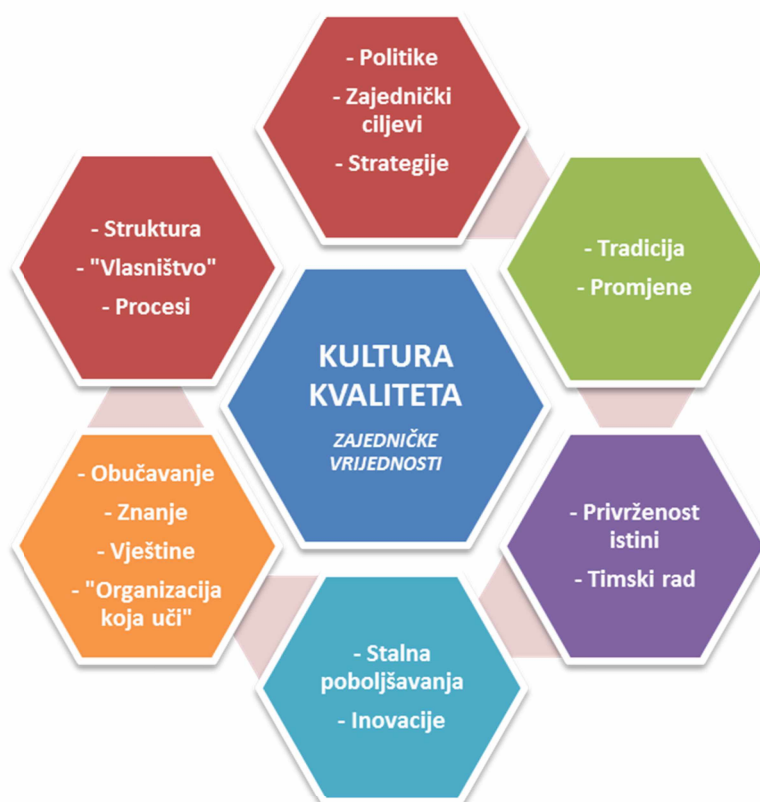 - Politike
- Zajednički
ciljevi
- Strategije
- Tradicija
- Promjene
- Privrženost
istini
- Timski rad
- Stalna
poboljšavanja
- Inovacije
- Obučavanje
- Znanje
- Vještine
- "Organizacija
koja uči"
- Struktura
- "Vlasništvo"
- Procesi
KULTURA
KVALITETA
ZAJEDNIČKE
VRIJEDNOSTI